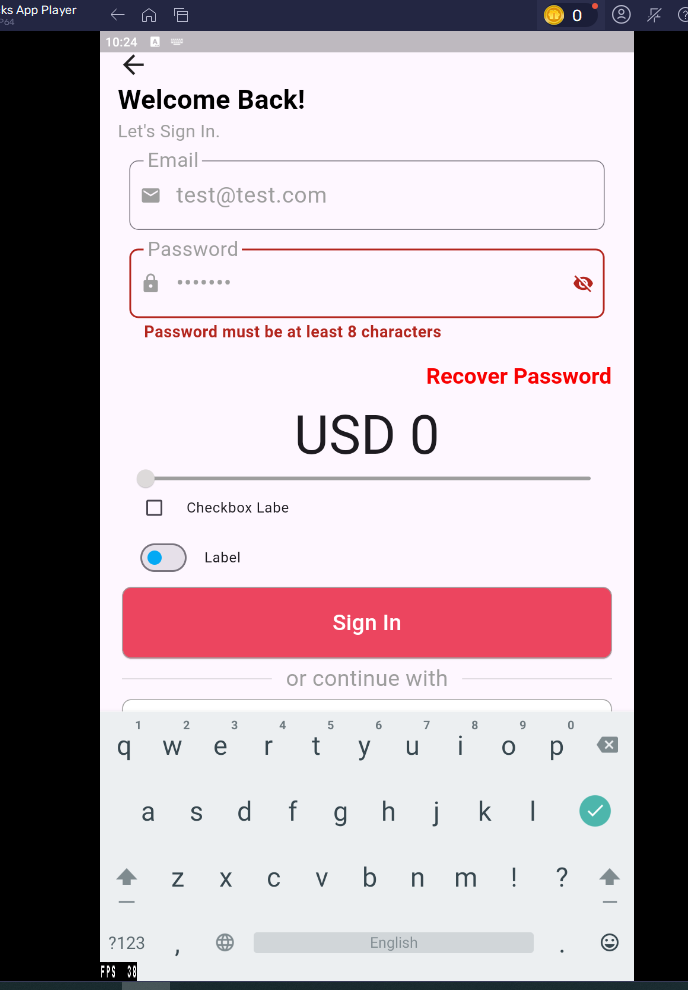 ks App Player
P64
0
10:24 A
Welcome Back!
Let's Sign In.
Email
test@test.com
Password
•••••••
Password must be at least 8 characters
Recover Password
USD 0
Checkbox Labe
Label
Sign In
or continue with
1 2 3 4 5 6 7 8 9 0
q w e r t y u i o p
a s d f g h j k l
z x c v b n m ! ?
?123 , English .
FPS 38